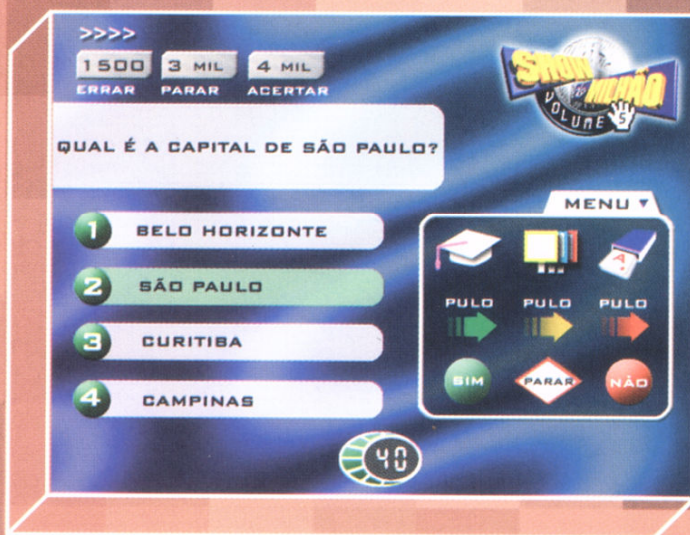 >>>>
1500 3 MIL 4 MIL
ERRAR PARAR ACERTAR
SHOW
MILHÃO
VOLUME 5
QUAL É A CAPITAL DE SÃO PAULO?
MENU
1 BELO HORIZONTE
2 SÃO PAULO
3 CURITIBA
4 CAMPINAS
A
PULO PULO PULO
SIM PARAR NÃO
40